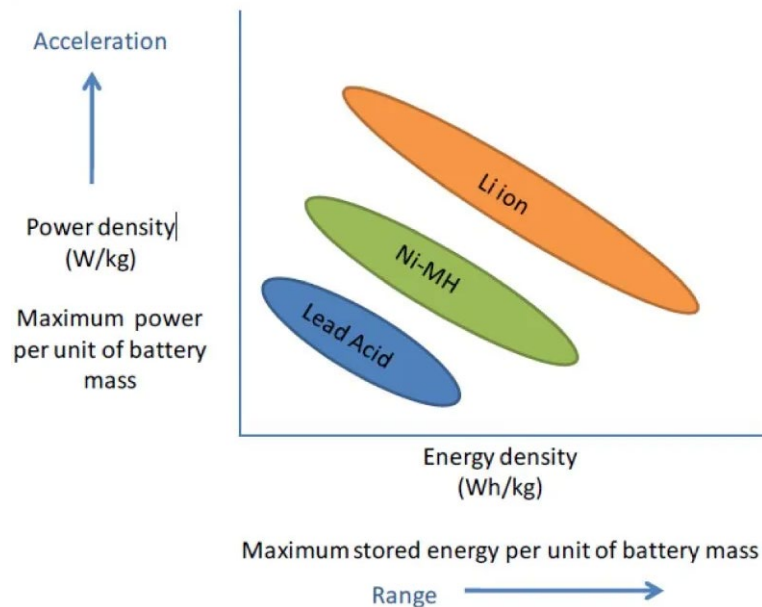 Acceleration
Power density
(W/kg)
Maximum power
per unit of battery
mass
Li ion
Ni-MH
Lead Acid
Energy density
(Wh/kg)
Maximum stored energy per unit of battery mass
Range